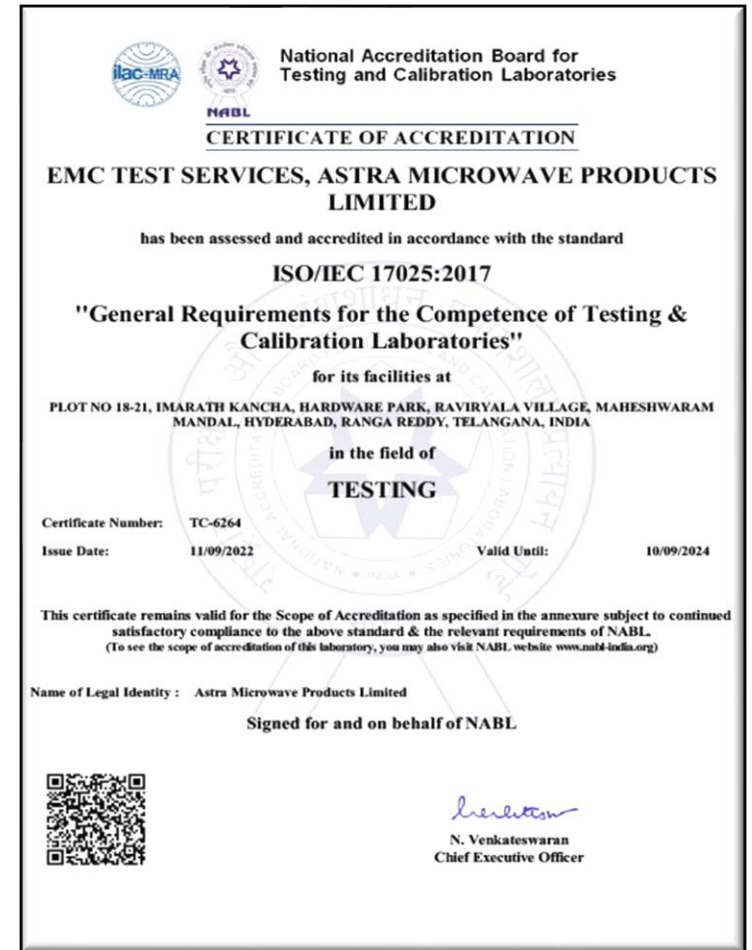 ilac-MRA
NABL
National Accreditation Board for
Testing and Calibration Laboratories
CERTIFICATE OF ACCREDITATION
EMC TEST SERVICES, ASTRA MICROWAVE PRODUCTS
LIMITED
has been assessed and accredited in accordance with the standard
ISO/IEC 17025:2017
"General Requirements for the Competence of Testing &
Calibration Laboratories"
for its facilities at
PLOT NO 18-21, IMARATH KANCHA, HARDWARE PARK, RAVIRYALA VILLAGE, MAHESHWARAM
MANDAL, HYDERABAD, RANGA REDDY, TELANGANA, INDIA
in the field of
TESTING
Certificate Number: TC-6264
Issue Date: 11/09/2022 Valid Until: 10/09/2024
This certificate remains valid for the Scope of Accreditation as specified in the annexure subject to continued
satisfactory compliance to the above standard & the relevant requirements of NABL.
(To see the scope of accreditation of this laboratory, you may also visit NABL website www.nabl-india.org)
Name of Legal Identity : Astra Microwave Products Limited
Signed for and on behalf of NABL
N. Venkateswaran
Chief Executive Officer